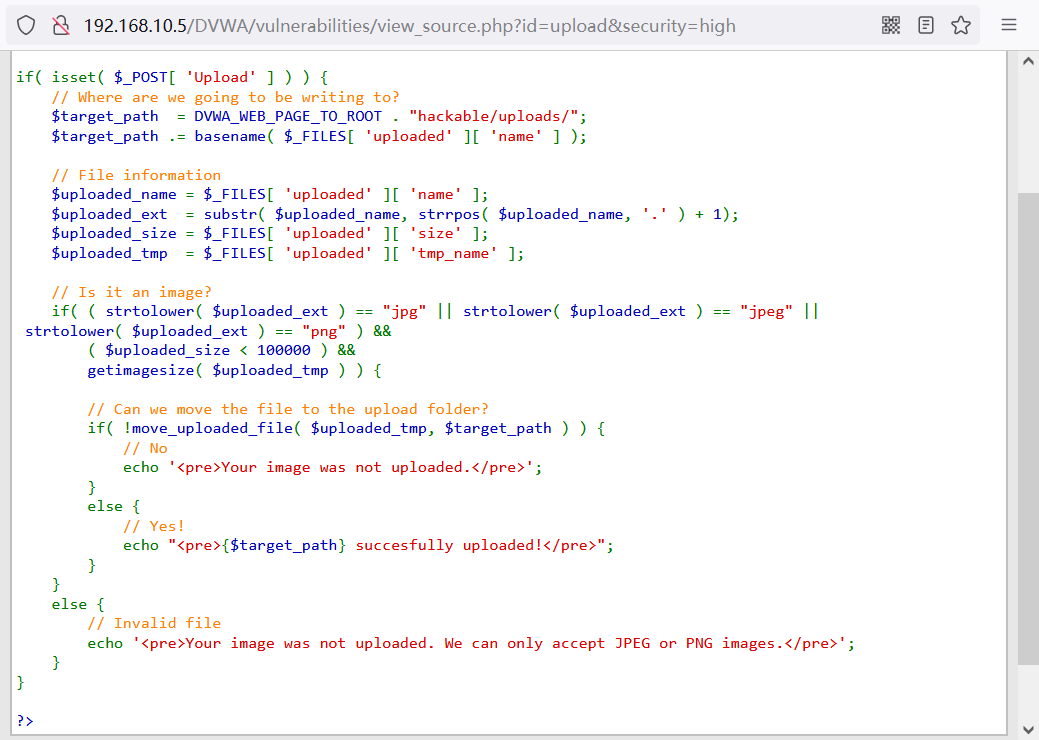 192.168.10.5/DVWA/vulnerabilities/view_source.php?id=upload&security=high
if( isset( $_POST[ 'Upload' ] ) ) {
    // Where are we going to be writing to?
    $target_path  = DVWA_WEB_PAGE_TO_ROOT . "hackable/uploads/";
    $target_path .= basename( $_FILES[ 'uploaded' ][ 'name' ] );

    // File information
    $uploaded_name = $_FILES[ 'uploaded' ][ 'name' ];
    $uploaded_ext  = substr( $uploaded_name, strrpos( $uploaded_name, '.' ) + 1);
    $uploaded_size = $_FILES[ 'uploaded' ][ 'size' ];
    $uploaded_tmp  = $_FILES[ 'uploaded' ][ 'tmp_name' ];

    // Is it an image?
    if( ( strtolower( $uploaded_ext ) == "jpg" || strtolower( $uploaded_ext ) == "jpeg" ||
 strtolower( $uploaded_ext ) == "png" ) &&
        ( $uploaded_size < 100000 ) &&
        getimagesize( $uploaded_tmp ) ) {

        // Can we move the file to the upload folder?
        if( !move_uploaded_file( $uploaded_tmp, $target_path ) ) {
            // No
            echo '<pre>Your image was not uploaded.</pre>';
        }
        else {
            // Yes!
            echo "<pre>{$target_path} succesfully uploaded!</pre>";
        }
    }
    else {
        // Invalid file
        echo '<pre>Your image was not uploaded. We can only accept JPEG or PNG images.</pre>';
    }
}

?>